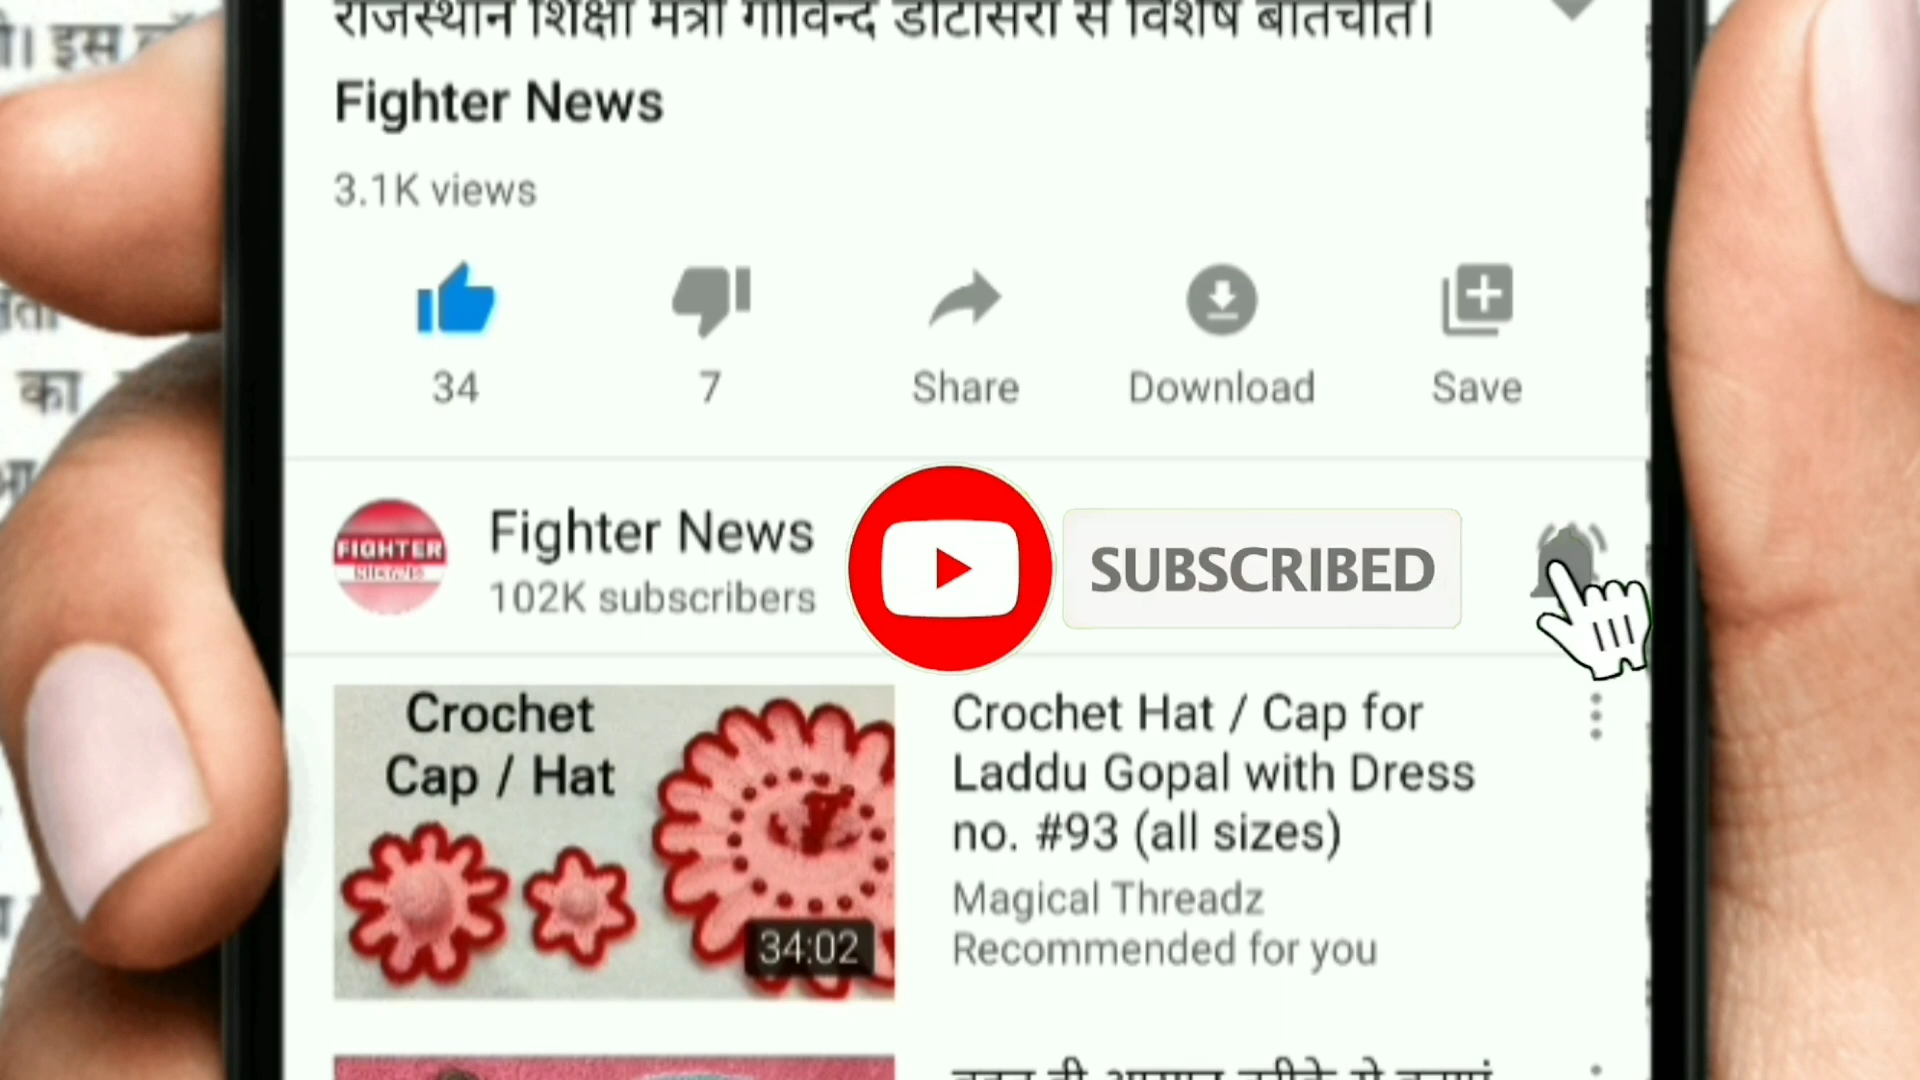 राजस्थान शिक्षा मंत्री गोविन्द डोटासरा से विशेष बातचीत।
Fighter News
3.1K views
34
7
Share
Download
Save
FIGHTER
Fighter News
102K subscribers
SUBSCRIBED
Crochet
Cap / Hat
34:02
Crochet Hat / Cap for
Laddu Gopal with Dress
no. #93 (all sizes)
Magical Threadz
Recommended for you
। इस
का